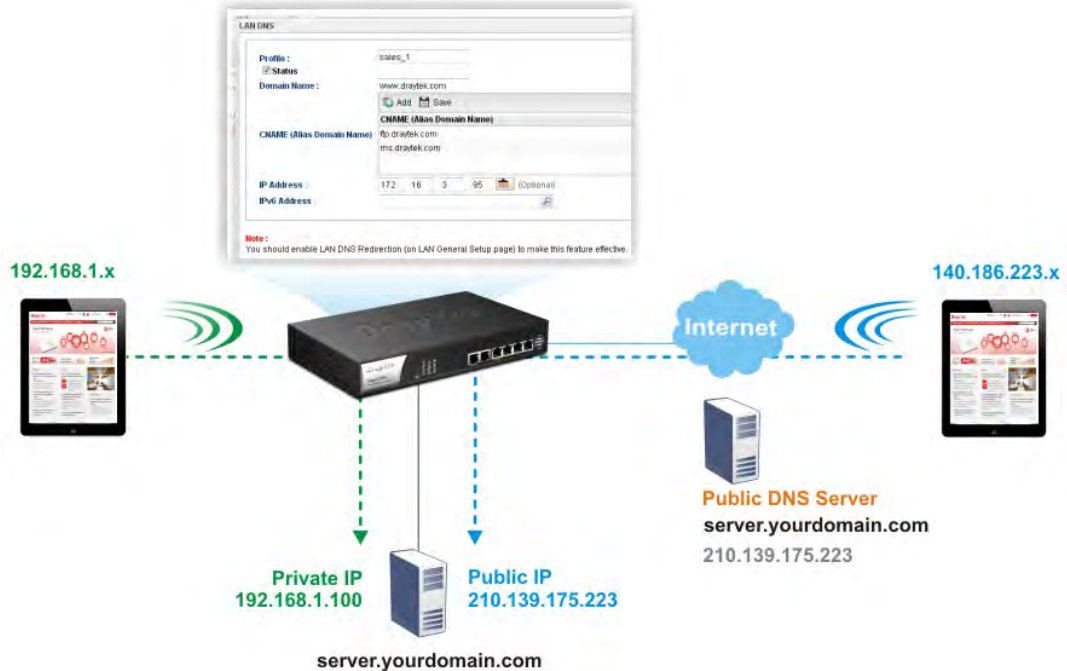 LAN DNS
Profile : sales_1
Status
Domain Name : www.draytek.com
Add Save
CNAME (Alias Domain Name)
CNAME (Alias Domain Name) ftp.draytek.com
ms.draytek.com
IP Address : 172 16 3 95 (Optional)
IPv6 Address :
Note :
You should enable LAN DNS Redirection (on LAN General Setup page) to make this feature effective.
192.168.1.x
140.186.223.x
Internet
Public DNS Server
server.yourdomain.com
210.139.175.223
Private IP
192.168.1.100
Public IP
210.139.175.223
server.yourdomain.com